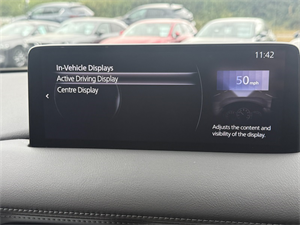 11:42
In-Vehicle Displays
Active Driving Display
Centre Display
50 mph
Adjusts the content and
visibility of the display.